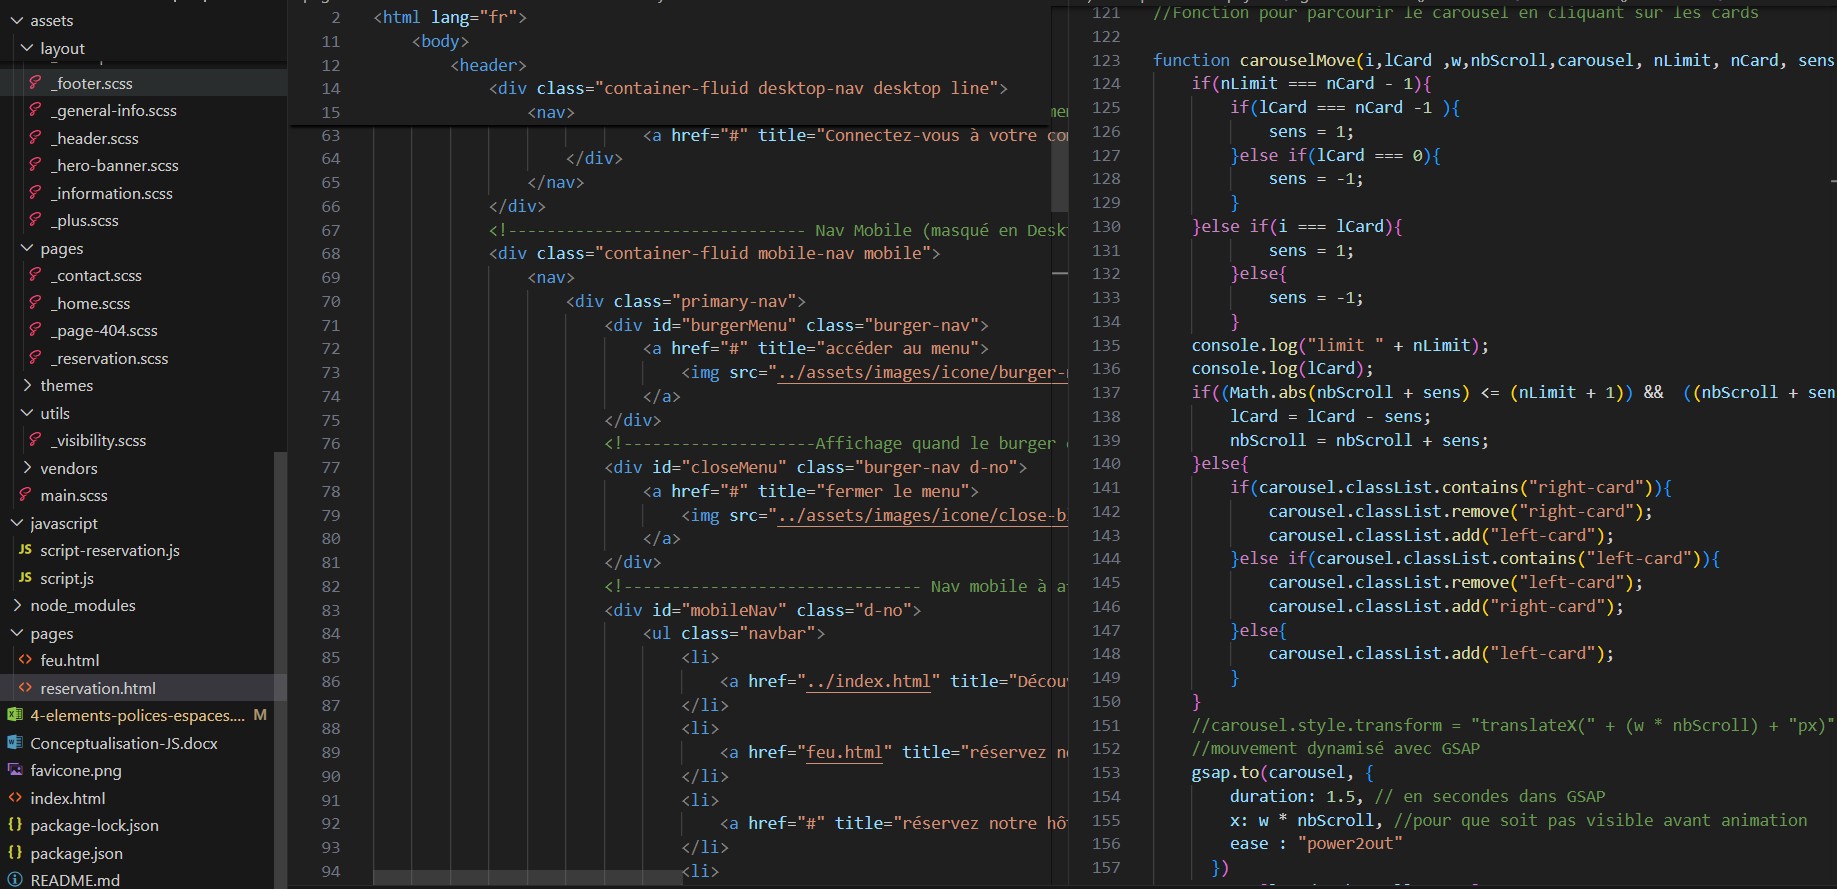 assets
layout
_footer.scss
_general-info.scss
_header.scss
_hero-banner.scss
_information.scss
_plus.scss
pages
_contact.scss
_home.scss
_page-404.scss
_reservation.scss
themes
utils
_visibility.scss
vendors
main.scss
javascript
JS script-reservation.js
JS script.js
node_modules
pages
<> feu.html
<> reservation.html
4-elements-polices-espaces.... M
Conceptualisation-JS.docx
favicone.png
<> index.html
{} package-lock.json
{} package.json
README.md
2 <html lang="fr">
11 <body>
12 <header>
14 <div class="container-fluid desktop-nav desktop line">
15 <nav>
63 <a href="#" title="Connectez-vous à votre
64 </div>
65 </nav>
66 </div>
67 <!------------------------------- Nav Mobile (masqué en
68 <div class="container-fluid mobile-nav mobile">
69 <nav>
70 <div class="primary-nav">
71 <div id="burgerMenu" class="burger-nav">
72 <a href="#" title="accéder au menu">
73 <img src="../assets/images/icone/burger-
74 </a>
75 </div>
76 <!--------------------Affichage quand le burger
77 <div id="closeMenu" class="burger-nav d-no">
78 <a href="#" title="fermer le menu">
79 <img src="../assets/images/icone/close-b
80 </a>
81 </div>
82 <!------------------------------- Nav mobile à
83 <div id="mobileNav" class="d-no">
84 <ul class="navbar">
85 <li>
86 <a href="../index.html" title="Découv
87 </li>
88 <li>
89 <a href="feu.html" title="réservez
90 </li>
91 <li>
92 <a href="#" title="réservez notre
93 </li>
94 <li>
121 //Fonction pour parcourir le carousel en cliquant sur les cards
122
123 function carouselMove(i,lCard ,w,nbScroll,carousel, nLimit, nCard, sens
124 if(nLimit === nCard - 1){
125 if(lCard === nCard -1 ){
126 sens = 1;
127 }else if(lCard === 0){
128 sens = -1;
129 }
130 }else if(i === lCard){
131 sens = 1;
132 }else{
133 sens = -1;
134 }
135 console.log("limit " + nLimit);
136 console.log(lCard);
137 if((Math.abs(nbScroll + sens) <= (nLimit + 1)) &&  ((nbScroll + sen
138 lCard = lCard - sens;
139 nbScroll = nbScroll + sens;
140 }else{
141 if(carousel.classList.contains("right-card")){
142 carousel.classList.remove("right-card");
143 carousel.classList.add("left-card");
144 }else if(carousel.classList.contains("left-card")){
145 carousel.classList.remove("left-card");
146 carousel.classList.add("right-card");
147 }else{
148 carousel.classList.add("left-card");
149 }
150 }
151 //carousel.style.transform = "translateX(" + (w * nbScroll) + "px)"
152 //mouvement dynamisé avec GSAP
153 gsap.to(carousel, {
154 duration: 1.5, // en secondes dans GSAP
155 x: w * nbScroll, //pour que soit pas visible avant animation
156 ease : "power2out"
157 })